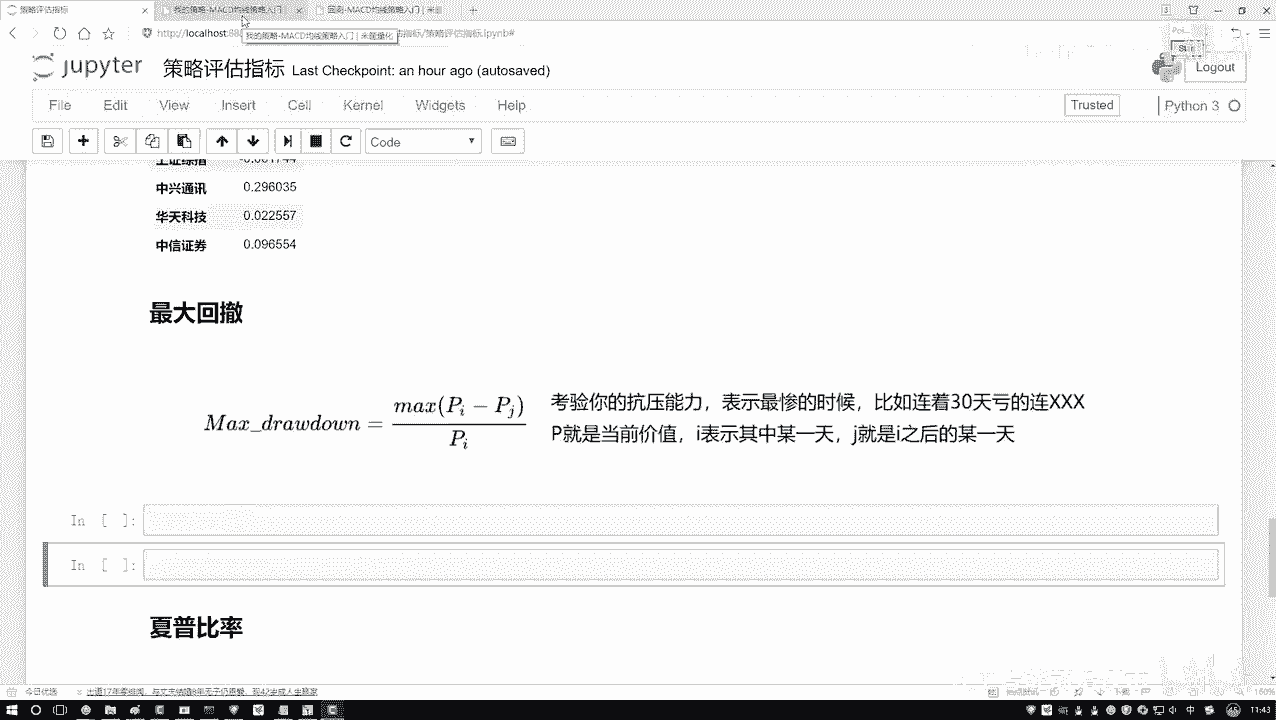 策略评估指标
我的策略-MACD均线策略入门
回测-MACD均线策略入门 | 米筐
http://localhost:88
我的策略-MACD均线策略入门 | 米筐量化
指标/策略评估指标.ipynb#
jupyter 策略评估指标 Last Checkpoint: an hour ago (autosaved)
Logout
File Edit View Insert Cell Kernel Widgets Help
Trusted
Python 3
Code
上证综指 -0.061744
中兴通讯 0.296035
华天科技 0.022557
中信证券 0.096554
最大回撤
Max_drawdown = max(P_i − P_j) / P_i
考验你的抗压能力，表示最惨的时候，比如连着30天亏的连XXX
P就是当前价值，i表示其中某一天，j就是i之后的某一天
In [ ]:
In [ ]:
夏普比率
今日优选
160%
中
11:43